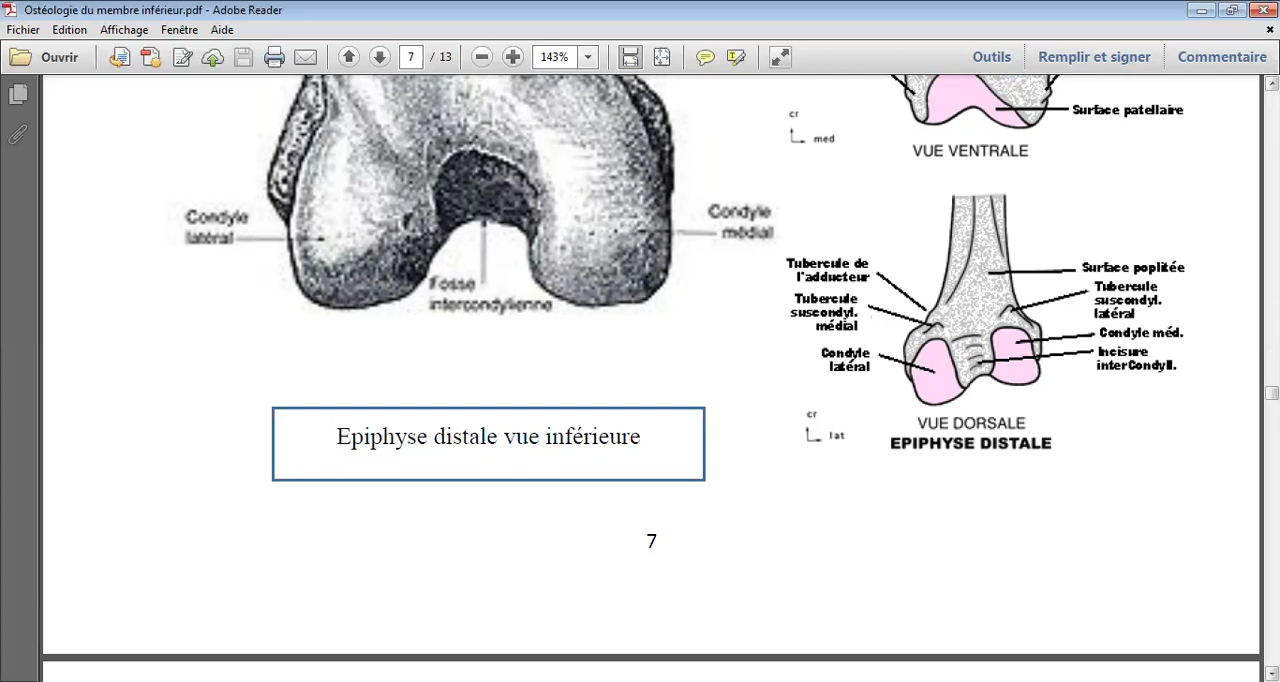 Ostéologie du membre inférieur.pdf - Adobe Reader
Fichier Edition Affichage Fenêtre Aide
Ouvrir 7 / 13 143% Outils Remplir et signer Commentaire
Condyle
latéral
Condyle
médial
Fosse
intercondylienne
Epiphyse distale vue inférieure
Surface patellaire
cr
med
VUE VENTRALE
Tubercule de
l'adducteur
Tubercule
suscondyl.
médial
Condyle
latéral
Surface poplitée
Tubercule
suscondyl.
latéral
Condyle méd.
Incisure
interCondyll.
cr
lat
VUE DORSALE
EPIPHYSE DISTALE
7